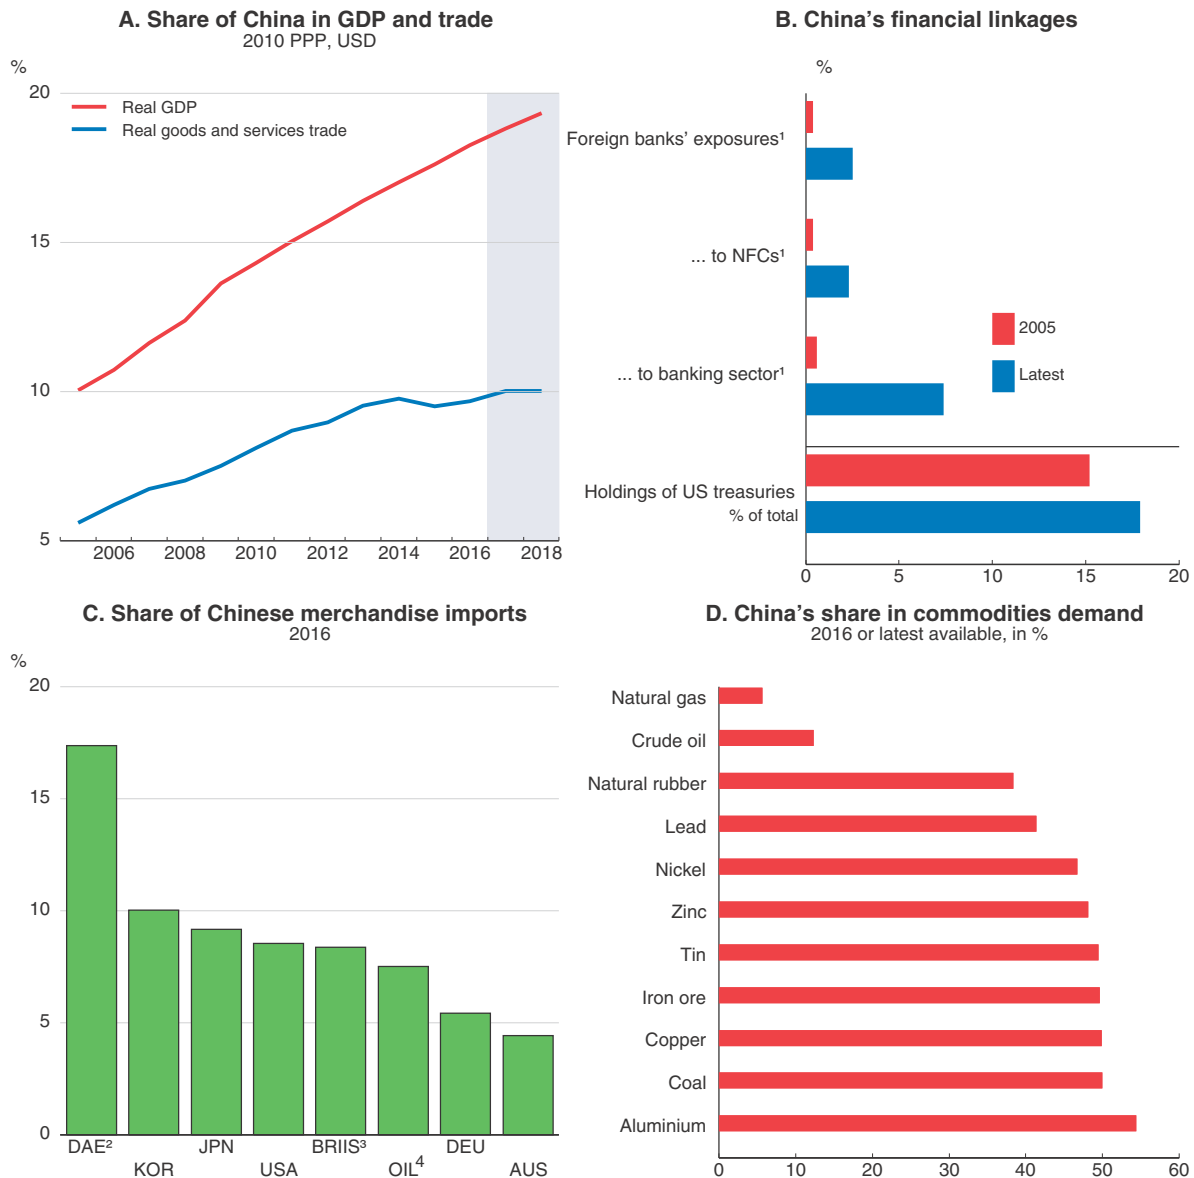 A. Share of China in GDP and trade
2010 PPP, USD
%
20
15
10
5
Real GDP
Real goods and services trade
2006 2008 2010 2012 2014 2016 2018
B. China's financial linkages
%
Foreign banks' exposures¹
... to NFCs¹
... to banking sector¹
Holdings of US treasuries
% of total
2005
Latest
0 5 10 15 20
C. Share of Chinese merchandise imports
2016
%
20
15
10
5
0
DAE² KOR JPN USA BRIIS³ OIL⁴ DEU AUS
D. China's share in commodities demand
2016 or latest available, in %
Natural gas
Crude oil
Natural rubber
Lead
Nickel
Zinc
Tin
Iron ore
Copper
Coal
Aluminium
0 10 20 30 40 50 60